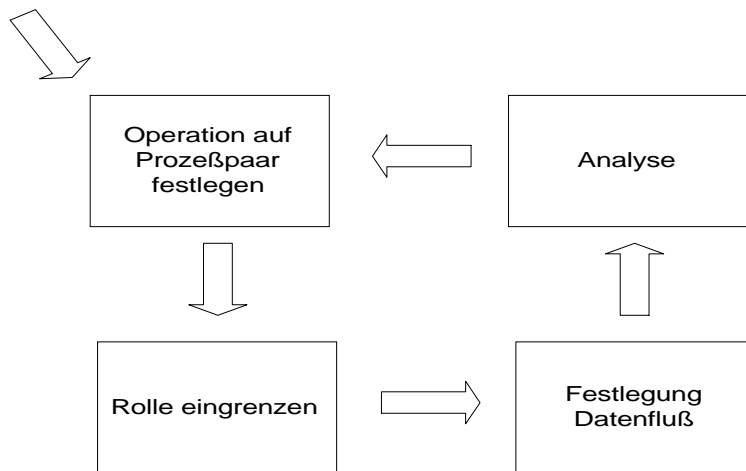 Operation auf
Prozeßpaar
festlegen
Analyse
Rolle eingrenzen
Festlegung
Datenfluß